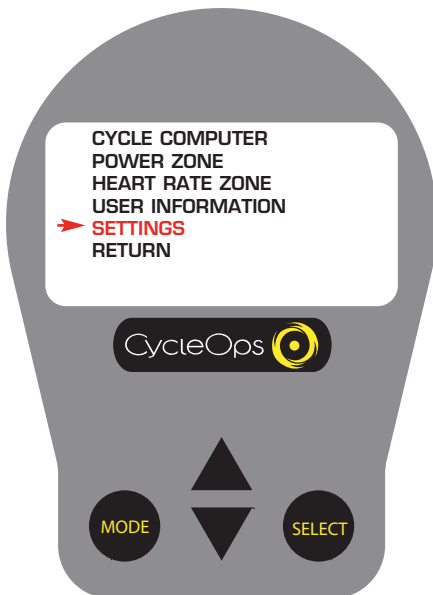 CYCLE COMPUTER
POWER ZONE
HEART RATE ZONE
USER INFORMATION
SETTINGS
RETURN
CycleOps
MODE
SELECT